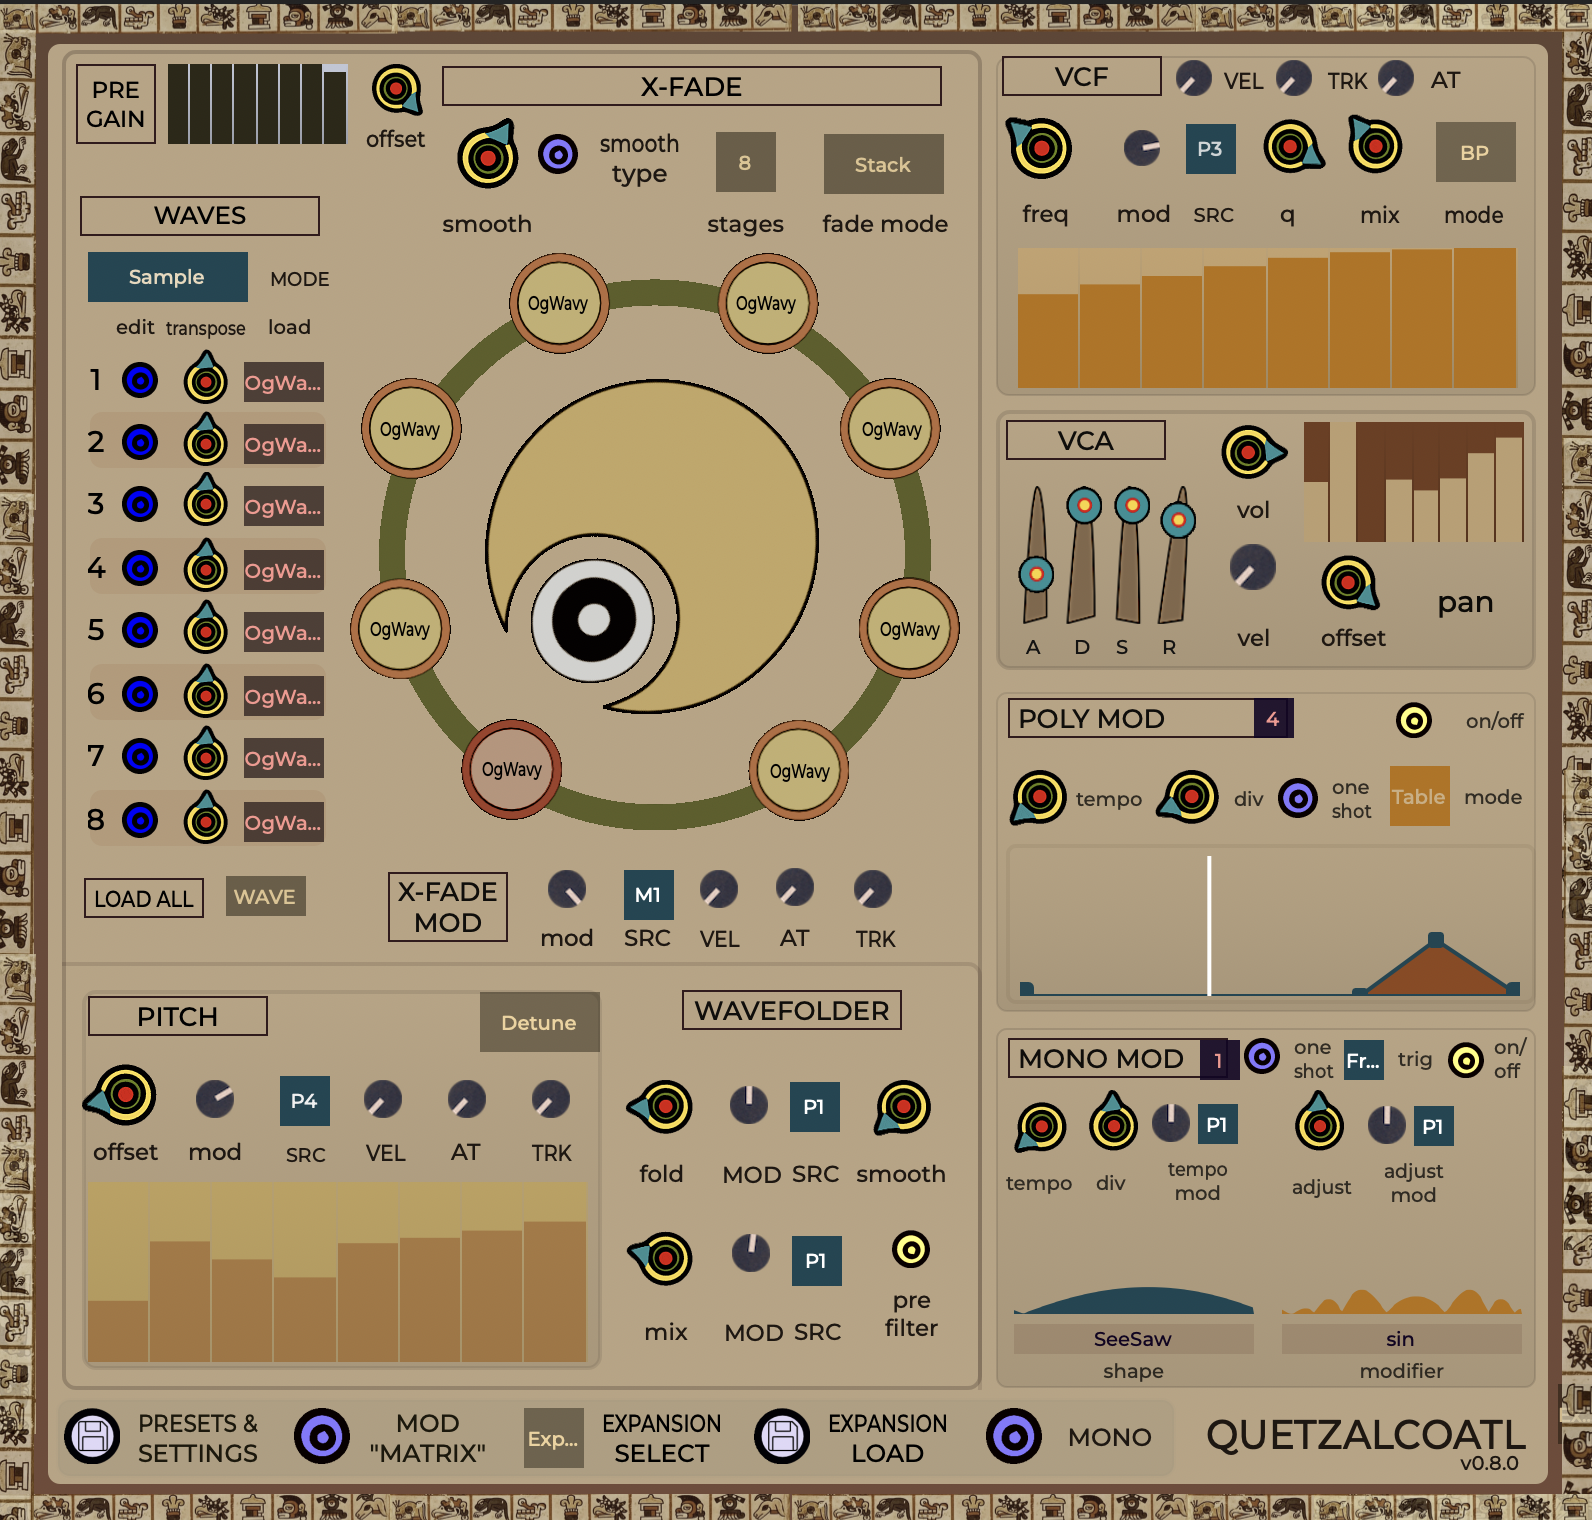 PRE
GAIN
offset
X-FADE
smooth
smooth
type
8
stages
Stack
fade mode
WAVES
Sample
MODE
edit transpose load
1 OgWa...
2 OgWa...
3 OgWa...
4 OgWa...
5 OgWa...
6 OgWa...
7 OgWa...
8 OgWa...
LOAD ALL
WAVE
OgWavy
OgWavy
OgWavy
OgWavy
OgWavy
OgWavy
OgWavy
OgWavy
X-FADE
MOD
mod
M1
SRC
VEL
AT
TRK
PITCH
Detune
offset
mod
P4
SRC
VEL
AT
TRK
WAVEFOLDER
fold
MOD
P1
SRC
smooth
mix
MOD
P1
SRC
pre
filter
VCF
VEL
TRK
AT
freq
mod
P3
SRC
q
mix
BP
mode
VCA
A D S R
vol
vel
offset
pan
POLY MOD 4
on/off
tempo
div
one
shot
Table
mode
MONO MOD 1
one
shot
Fr...
trig
on/
off
tempo
div
P1
tempo
mod
adjust
P1
adjust
mod
SeeSaw
shape
sin
modifier
PRESETS &
SETTINGS
MOD
"MATRIX"
Exp...
EXPANSION
SELECT
EXPANSION
LOAD
MONO
QUETZALCOATL
v0.8.0